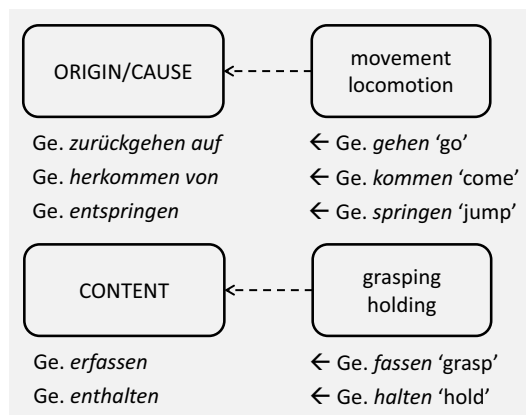 ORIGIN/CAUSE
movement
locomotion
Ge. zurückgehen auf ← Ge. gehen ‘go’
Ge. herkommen von ← Ge. kommen ‘come’
Ge. entspringen ← Ge. springen ‘jump’
CONTENT
grasping
holding
Ge. erfassen ← Ge. fassen ‘grasp’
Ge. enthalten ← Ge. halten ‘hold’